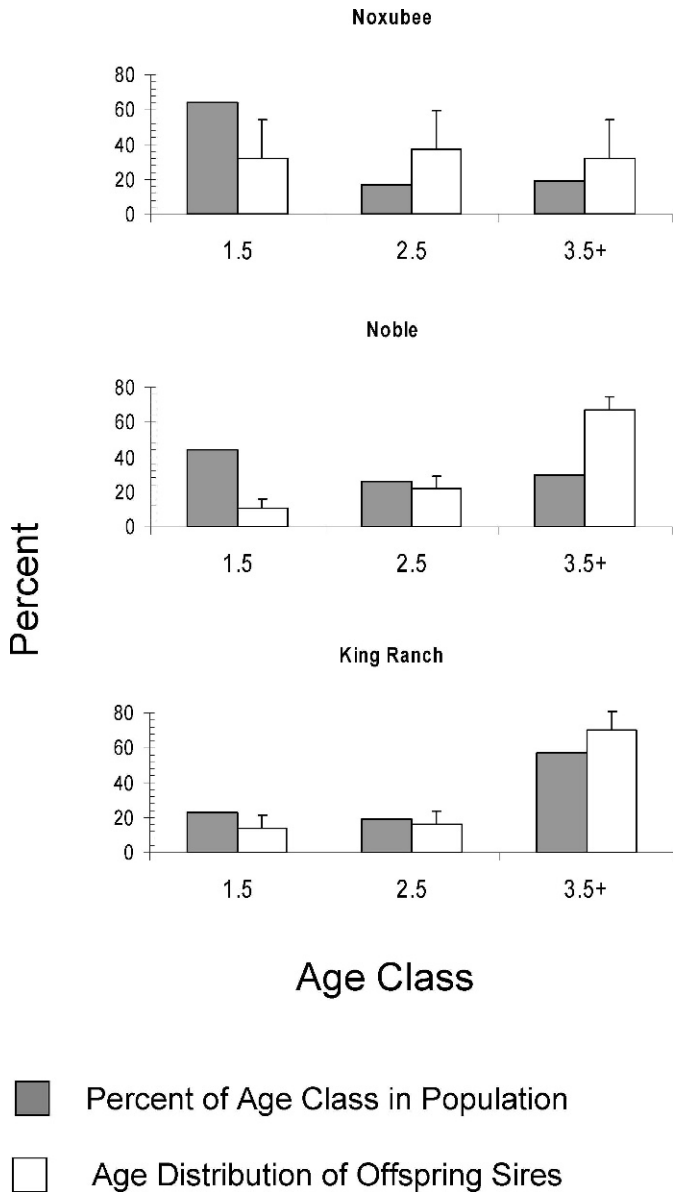 Noxubee
80
60
40
20
0
1.5 2.5 3.5+
Noble
80
60
40
20
0
1.5 2.5 3.5+
Percent
King Ranch
80
60
40
20
0
1.5 2.5 3.5+
Age Class
Percent of Age Class in Population
Age Distribution of Offspring Sires